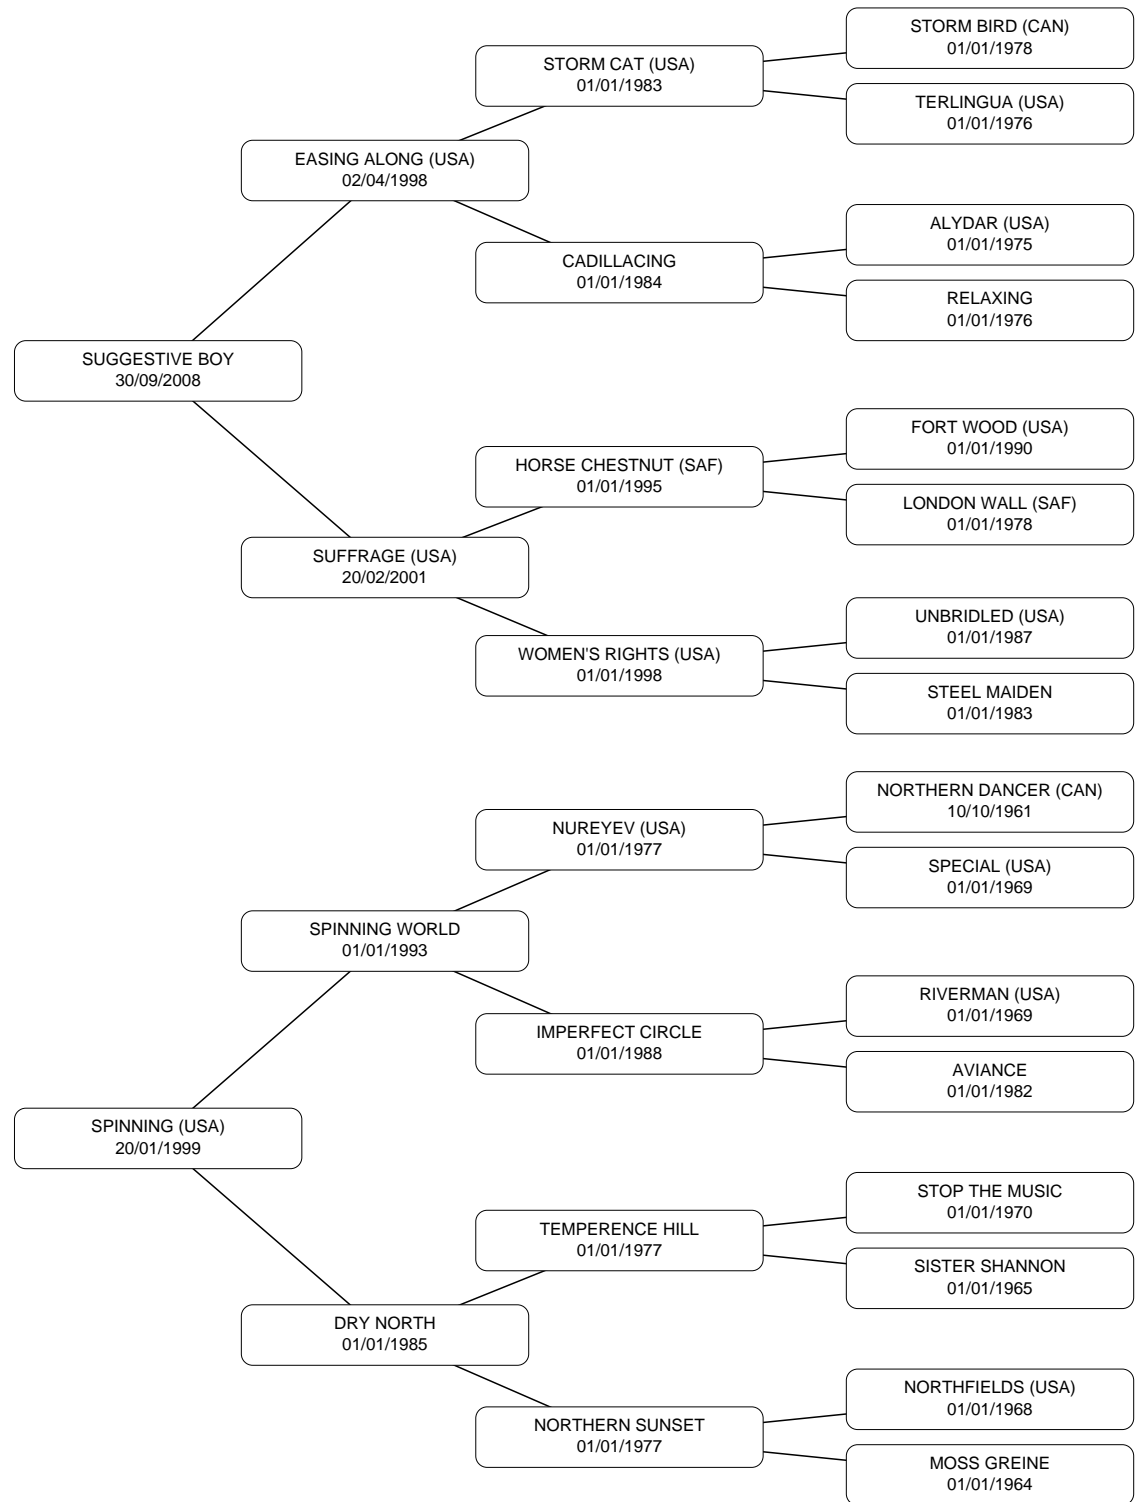 STORM BIRD (CAN)
01/01/1978
STORM CAT (USA)
01/01/1983
TERLINGUA (USA)
01/01/1976
EASING ALONG (USA)
02/04/1998
ALYDAR (USA)
01/01/1975
CADILLACING
01/01/1984
RELAXING
01/01/1976
SUGGESTIVE BOY
30/09/2008
FORT WOOD (USA)
01/01/1990
HORSE CHESTNUT (SAF)
01/01/1995
LONDON WALL (SAF)
01/01/1978
SUFFRAGE (USA)
20/02/2001
UNBRIDLED (USA)
01/01/1987
WOMEN'S RIGHTS (USA)
01/01/1998
STEEL MAIDEN
01/01/1983
NORTHERN DANCER (CAN)
10/10/1961
NUREYEV (USA)
01/01/1977
SPECIAL (USA)
01/01/1969
SPINNING WORLD
01/01/1993
RIVERMAN (USA)
01/01/1969
IMPERFECT CIRCLE
01/01/1988
AVIANCE
01/01/1982
SPINNING (USA)
20/01/1999
STOP THE MUSIC
01/01/1970
TEMPERENCE HILL
01/01/1977
SISTER SHANNON
01/01/1965
DRY NORTH
01/01/1985
NORTHFIELDS (USA)
01/01/1968
NORTHERN SUNSET
01/01/1977
MOSS GREINE
01/01/1964